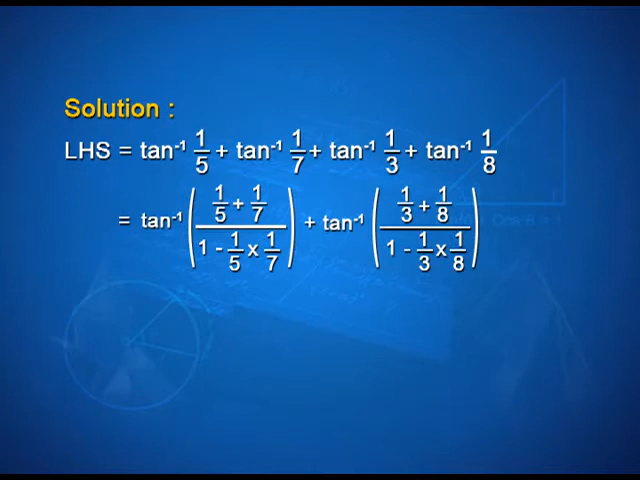 Solution :
LHS = tan⁻¹ 1/5 + tan⁻¹ 1/7 + tan⁻¹ 1/3 + tan⁻¹ 1/8
= tan⁻¹ ( (1/5 + 1/7) / (1 - 1/5 x 1/7) ) + tan⁻¹ ( (1/3 + 1/8) / (1 - 1/3 x 1/8) )